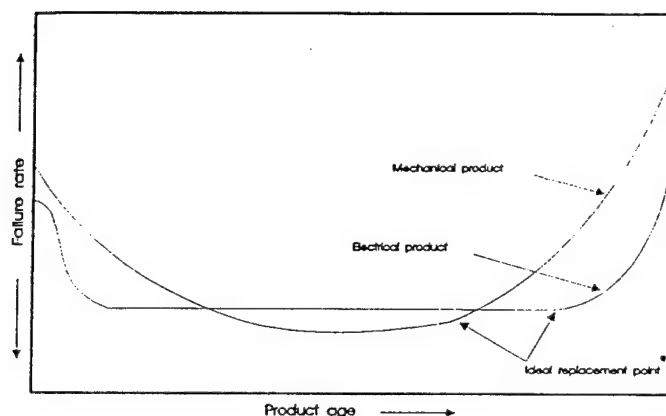 Failure rate
Mechanical product
Electrical product
Ideal replacement point
Product age